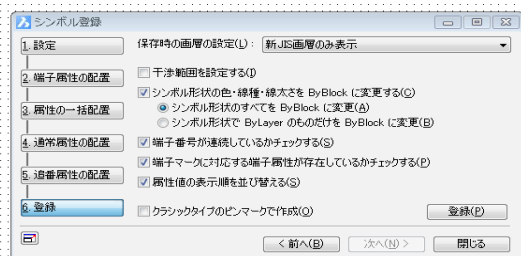 シンボル登録
1. 設定
保存時の画層の設定(L): 新JIS画層のみ表示
干渉範囲を設定する(I)
2. 端子属性の配置
シンボル形状の色・線種・線太さを ByBlock に変更する(C)
シンボル形状のすべてを ByBlock に変更(A)
3. 属性の一括配置
シンボル形状で ByLayer のものだけを ByBlock に変更(B)
4. 通常属性の配置
端子番号が連続しているかチェックする(S)
端子マークに対応する端子属性が存在しているかチェックする(P)
5. 追番属性の配置
属性値の表示順を並び替える(S)
6. 登録
クラシックタイプのピンマークで作成(O)
登録(P)
< 前へ(B)
次へ(N) >
閉じる